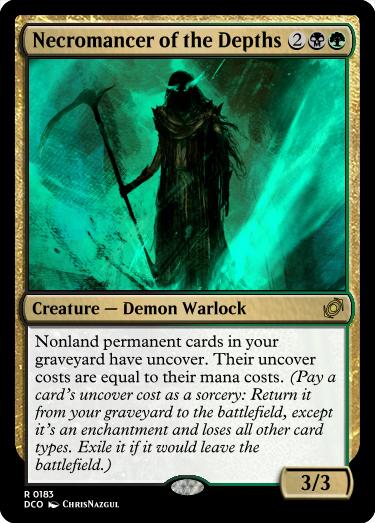 Necromancer of the Depths 2
Creature — Demon Warlock
Nonland permanent cards in your
graveyard have uncover. Their uncover
costs are equal to their mana costs. (Pay a
card's uncover cost as a sorcery: Return it
from your graveyard to the battlefield, except
it's an enchantment and loses all other card
types. Exile it if it would leave the
battlefield.)
3/3
R 0183
DCO ChrisNazgul